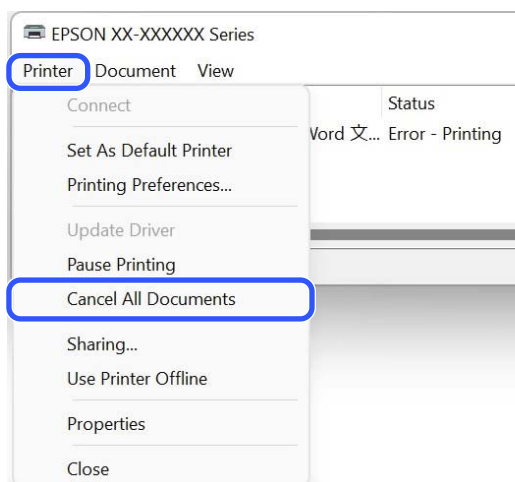 EPSON XX-XXXXXX Series
Printer Document View
Connect
Status
Set As Default Printer
Word 文... Error - Printing
Printing Preferences...
Update Driver
Pause Printing
Cancel All Documents
Sharing...
Use Printer Offline
Properties
Close